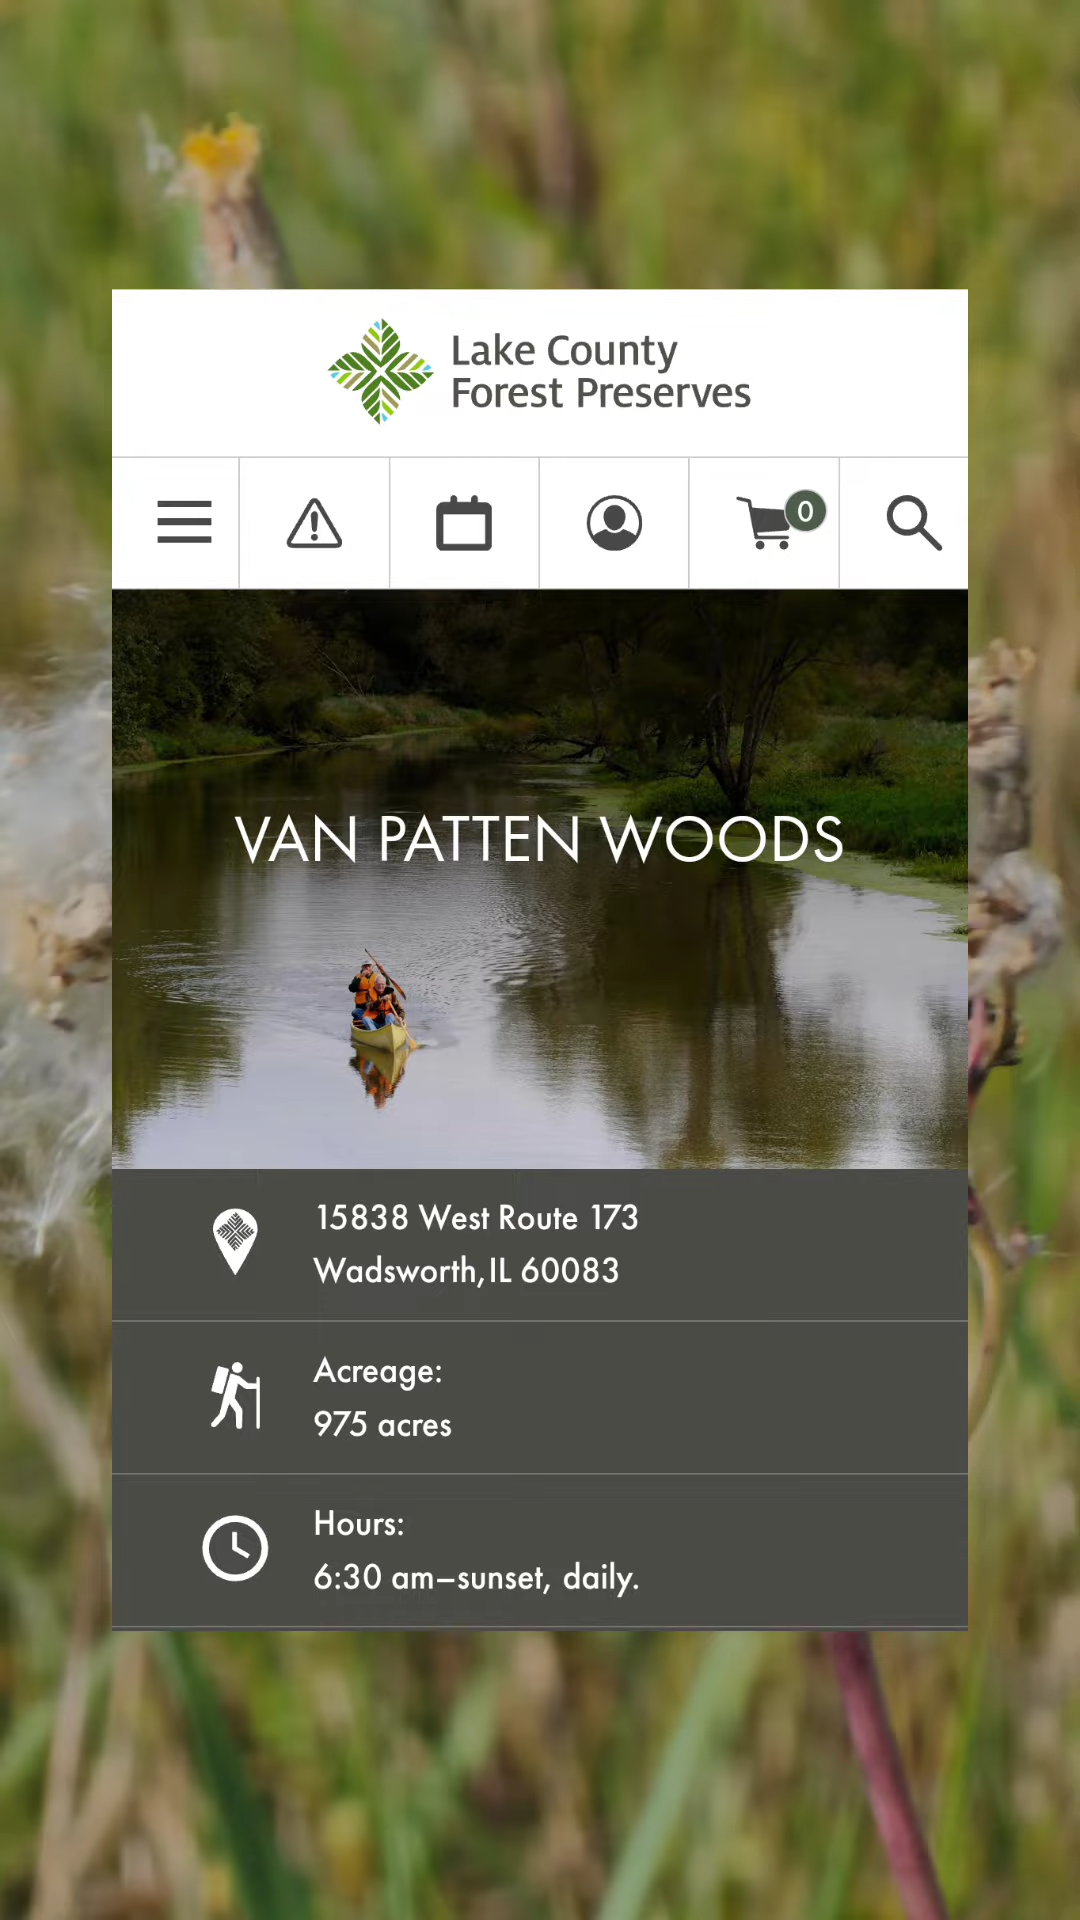 Lake County
Forest Preserves
0
VAN PATTEN WOODS
15838 West Route 173
Wadsworth, IL 60083
Acreage:
975 acres
Hours:
6:30 am–sunset, daily.